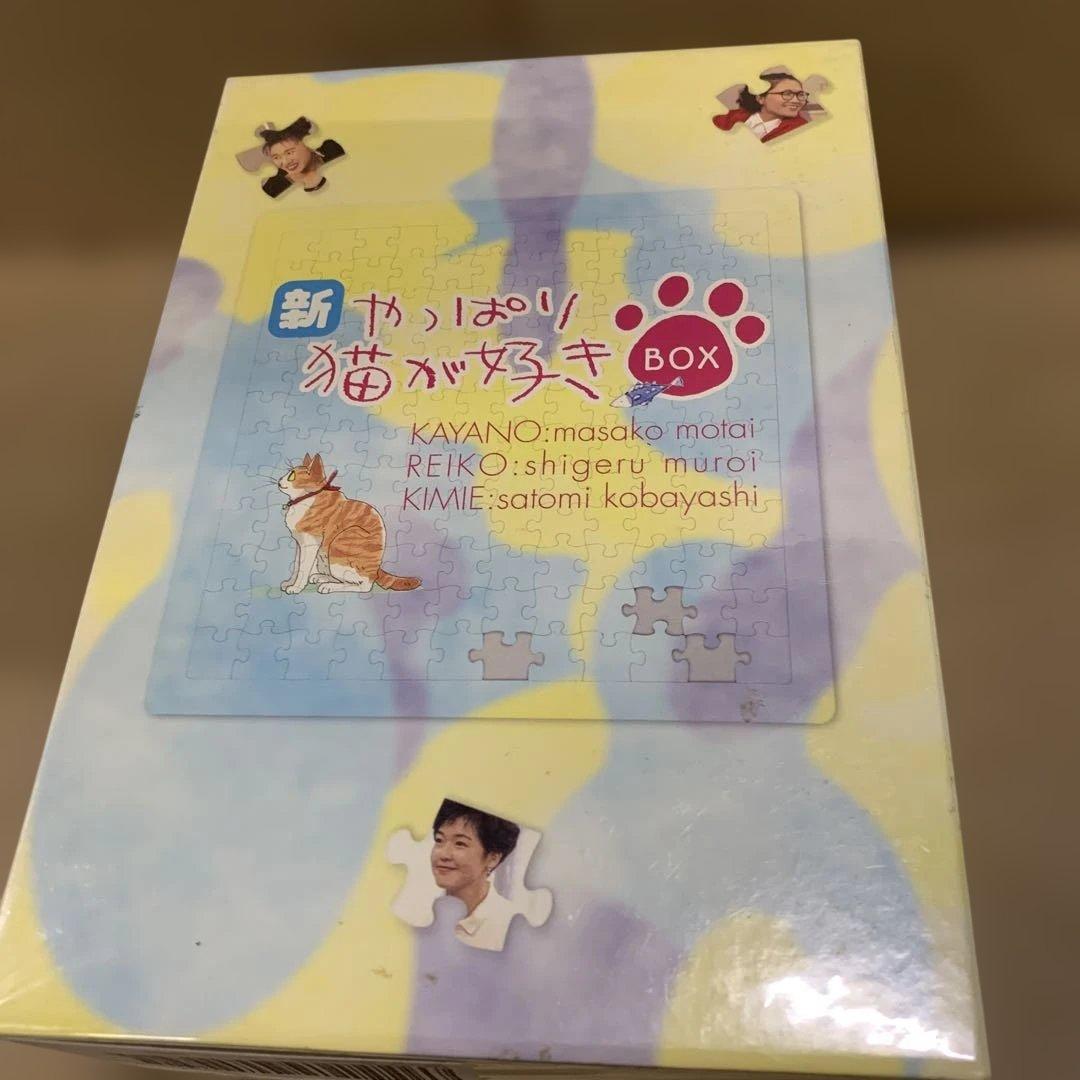 新 やっぱり
猫が好き BOX
KAYANO:masako motai
REIKO:shigeru muroi
KIMIE:satomi kobayashi